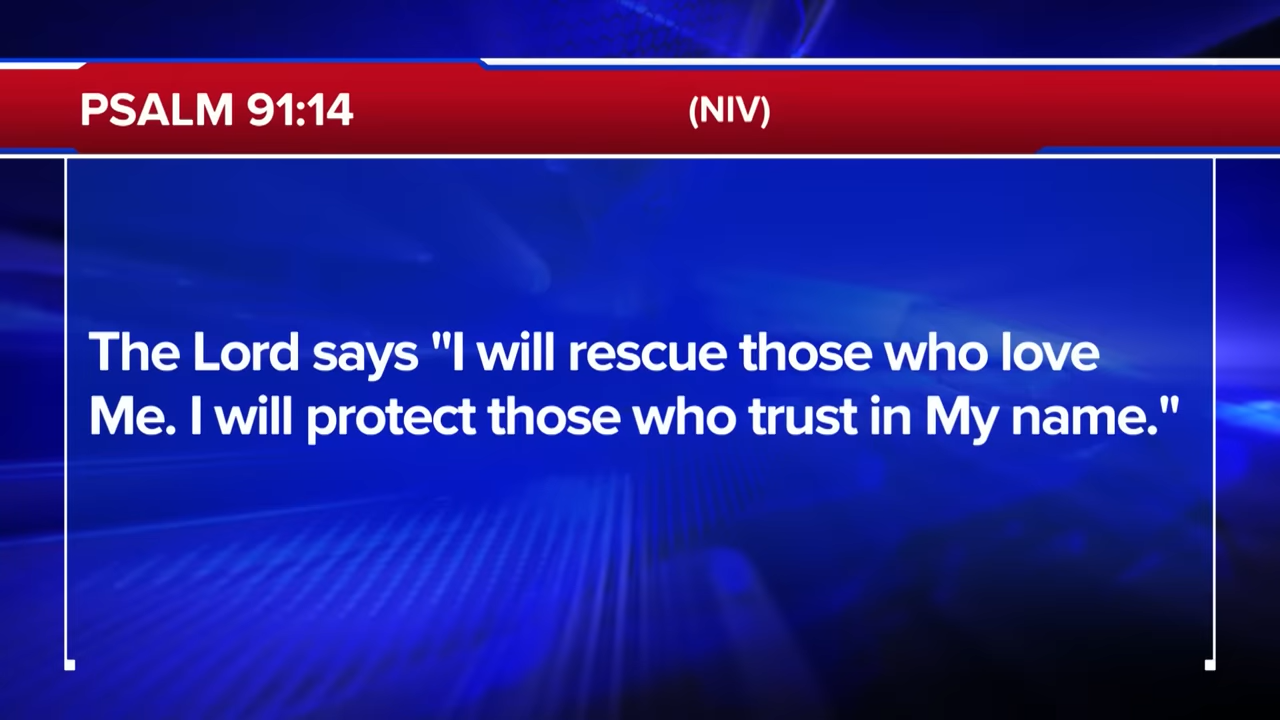 PSALM 91:14 (NIV)
The Lord says "I will rescue those who love
Me. I will protect those who trust in My name."